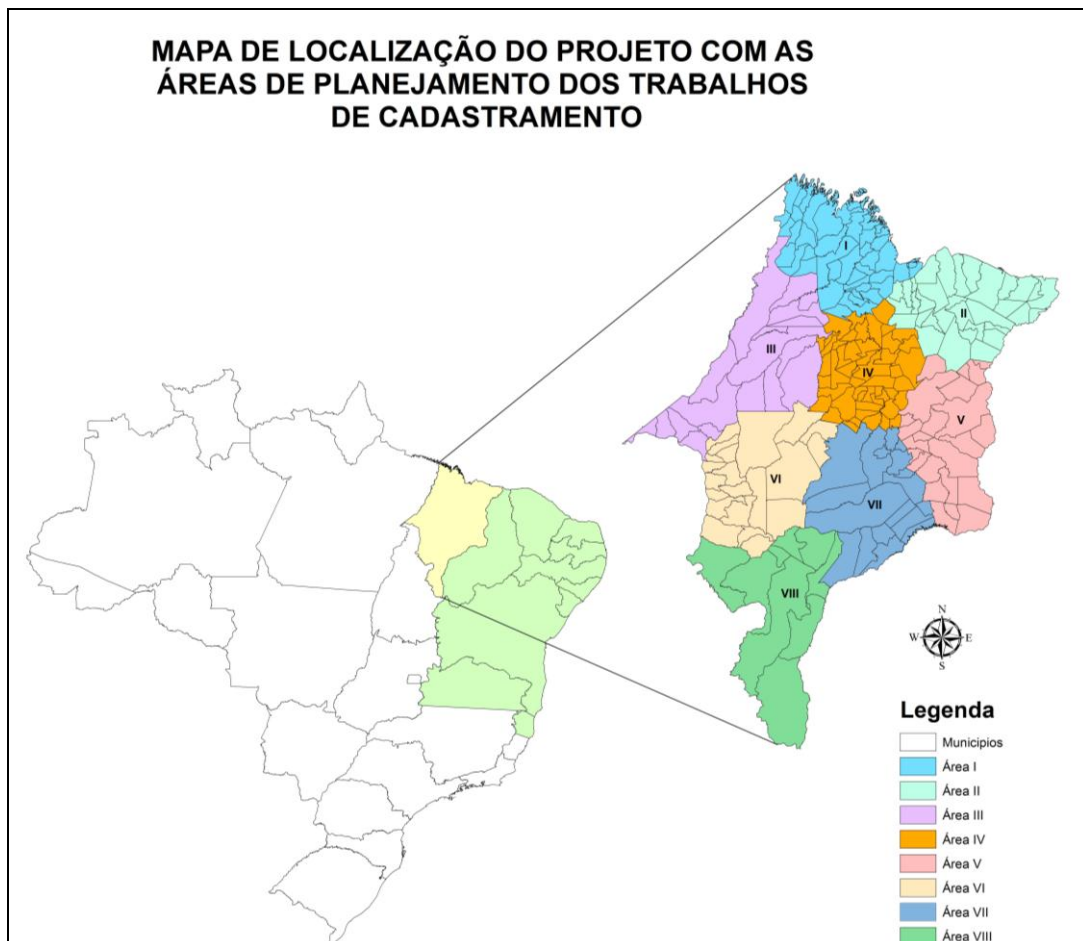 MAPA DE LOCALIZAÇÃO DO PROJETO COM AS
ÁREAS DE PLANEJAMENTO DOS TRABALHOS
DE CADASTRAMENTO
I
II
III
IV
V
VI
VII
VIII
N
W
E
S
Legenda
Municipios
Área I
Área II
Área III
Área IV
Área V
Área VI
Área VII
Área VIII